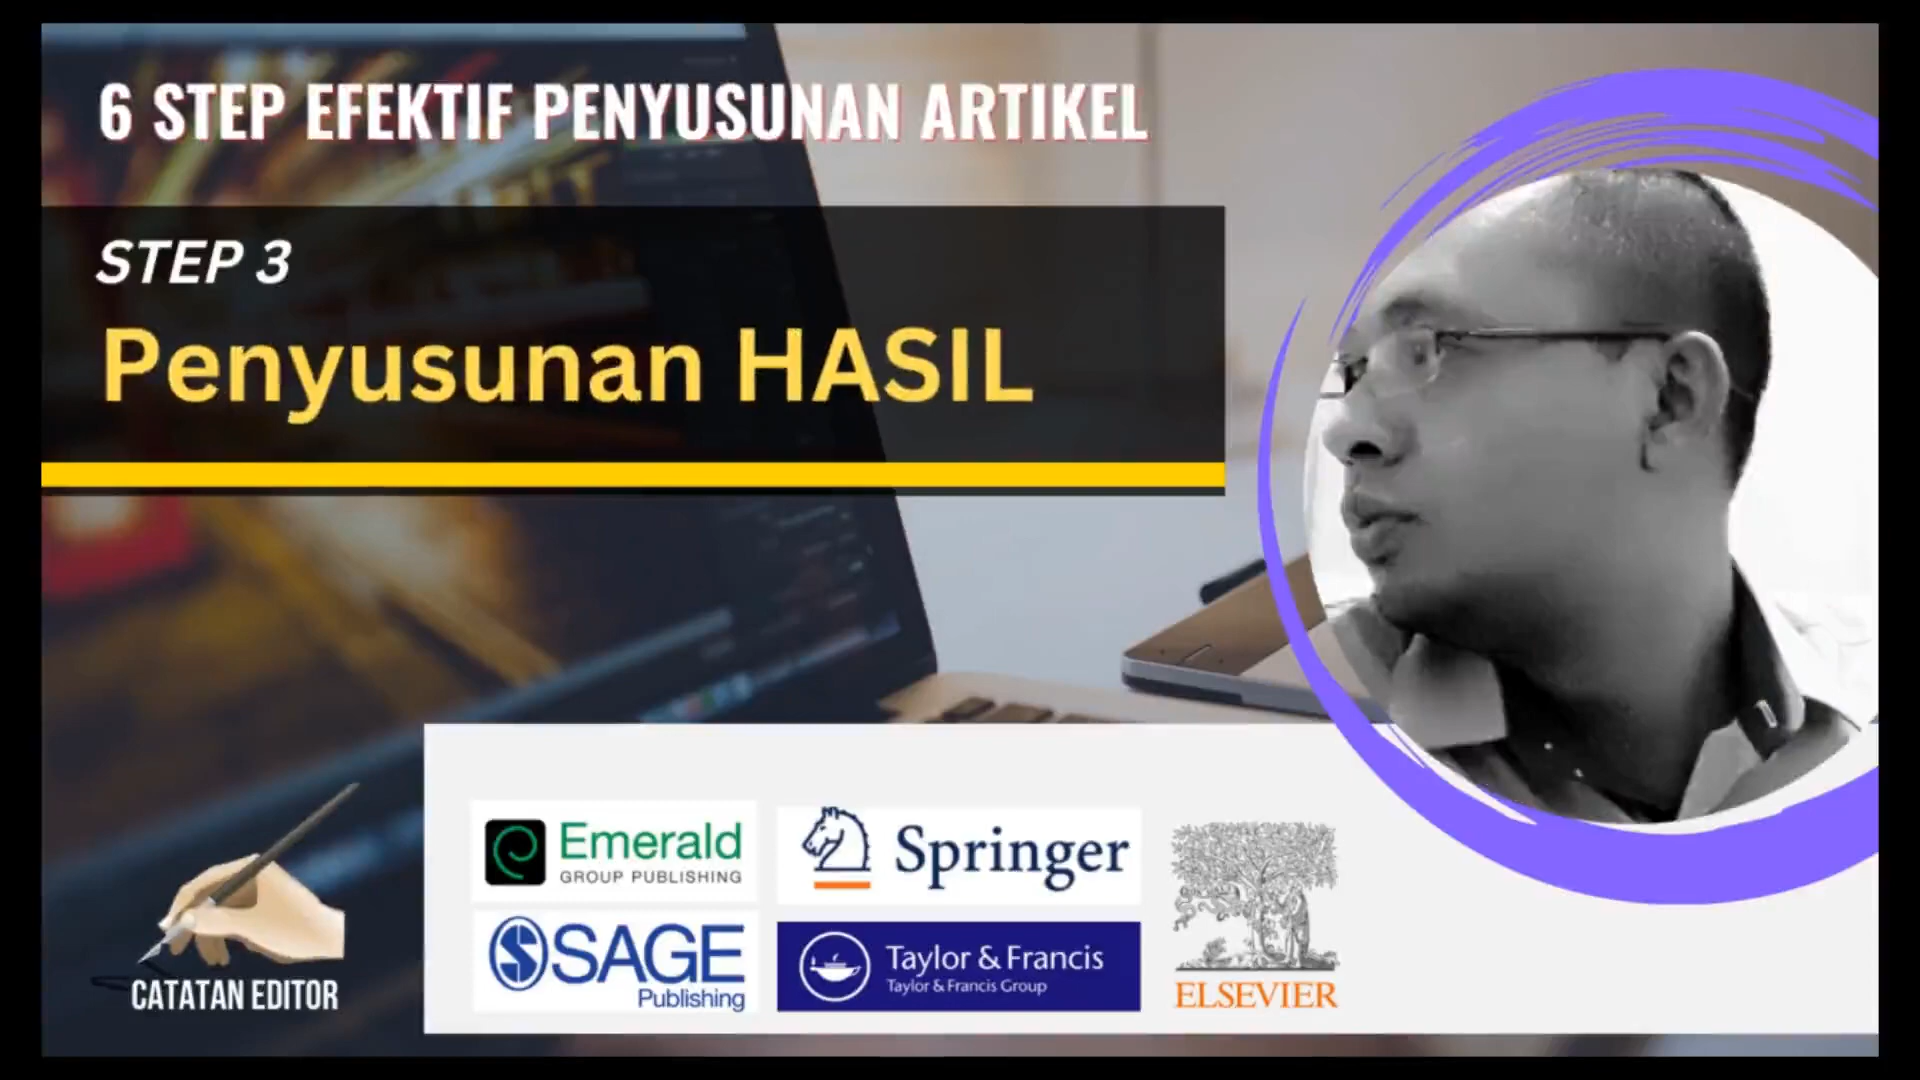 6 STEP EFEKTIF PENYUSUNAN ARTIKEL
STEP 3
Penyusunan HASIL
Emerald
GROUP PUBLISHING
Springer
SAGE
Publishing
Taylor & Francis
Taylor & Francis Group
ELSEVIER
CATATAN EDITOR